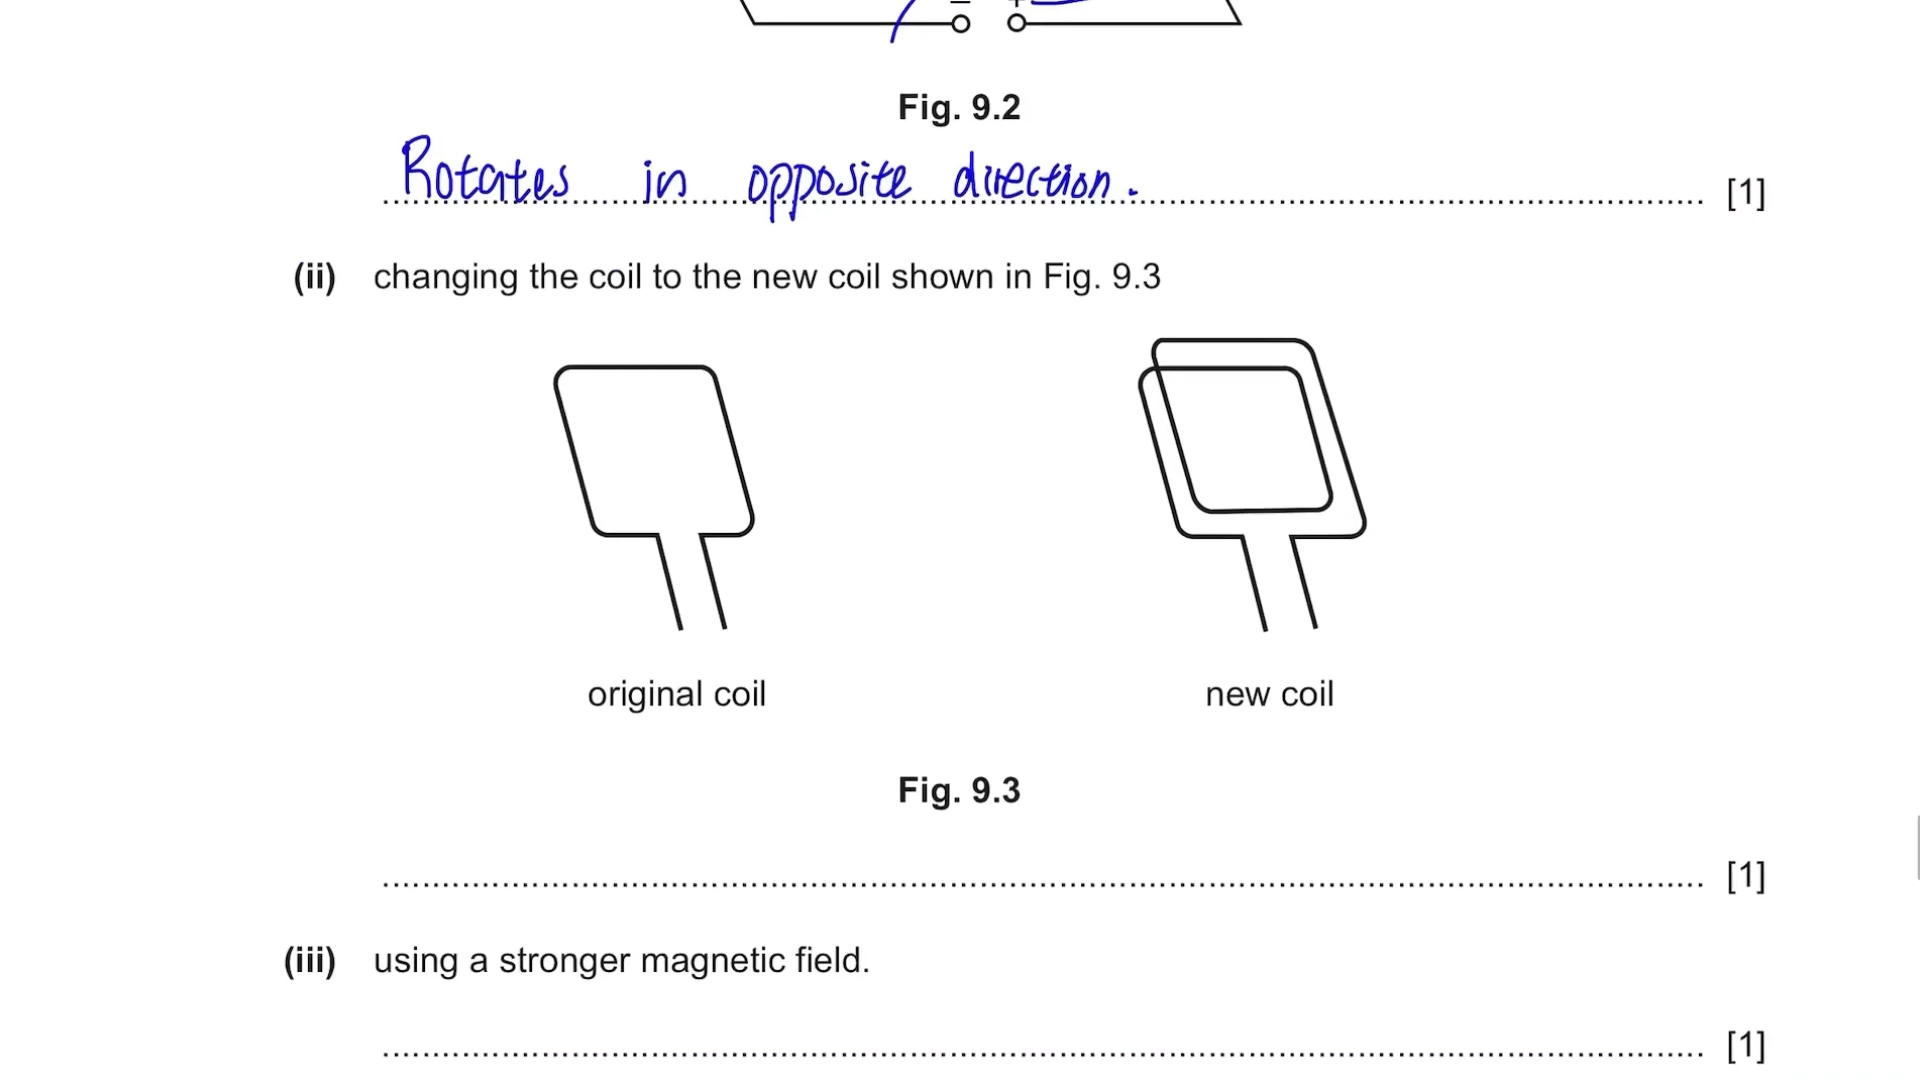 − +
Fig. 9.2
Rotates in opposite direction. [1]
(ii) changing the coil to the new coil shown in Fig. 9.3
original coil new coil
Fig. 9.3
[1]
(iii) using a stronger magnetic field.
[1]